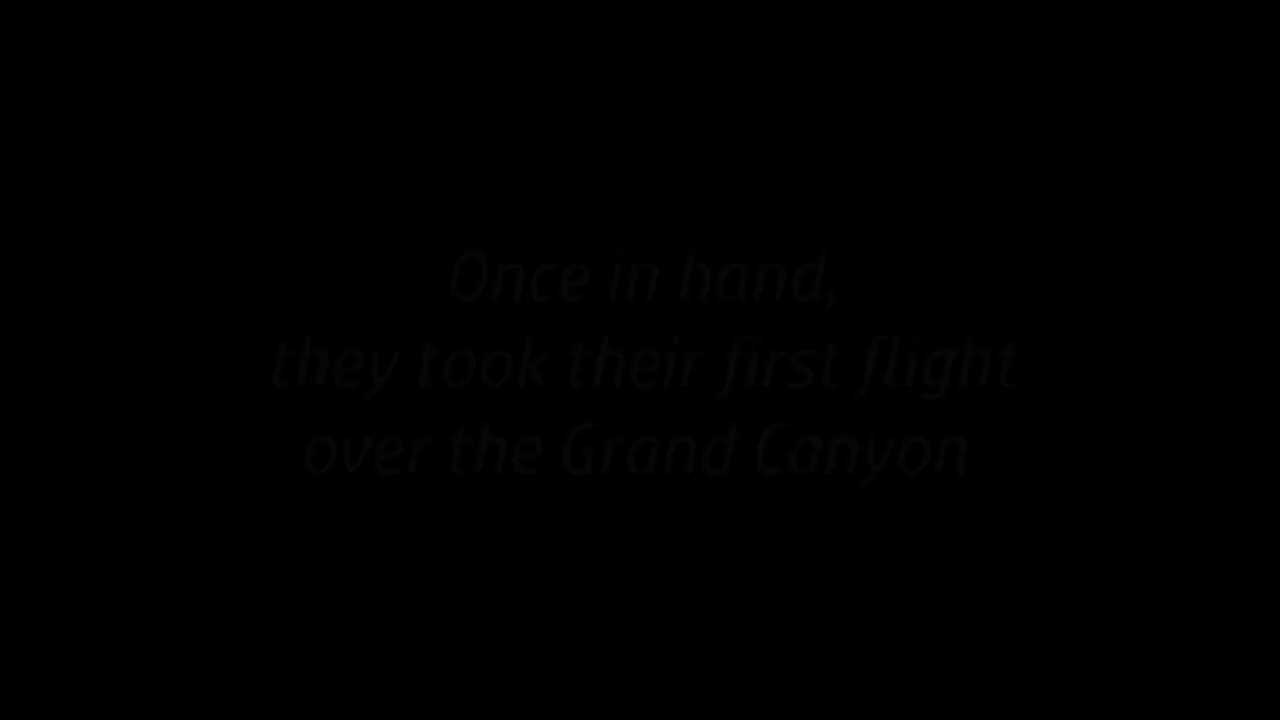 Once in hand,
they took their first flight
over the Grand Canyon